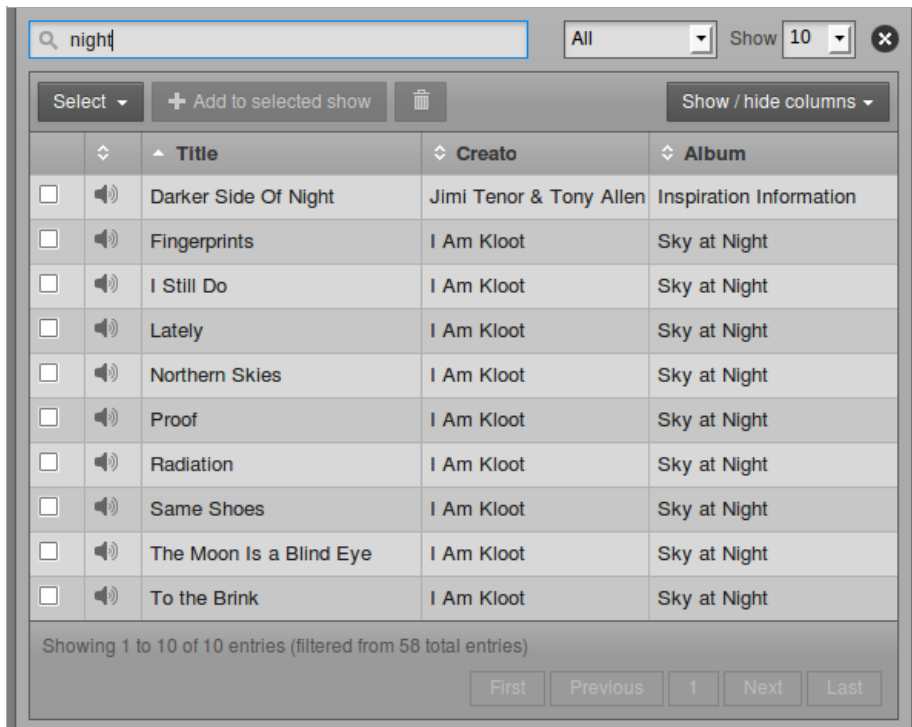 night All Show 10
Select + Add to selected show Show / hide columns
Title Creato Album
Darker Side Of Night Jimi Tenor & Tony Allen Inspiration Information
Fingerprints I Am Kloot Sky at Night
I Still Do I Am Kloot Sky at Night
Lately I Am Kloot Sky at Night
Northern Skies I Am Kloot Sky at Night
Proof I Am Kloot Sky at Night
Radiation I Am Kloot Sky at Night
Same Shoes I Am Kloot Sky at Night
The Moon Is a Blind Eye I Am Kloot Sky at Night
To the Brink I Am Kloot Sky at Night
Showing 1 to 10 of 10 entries (filtered from 58 total entries)
First Previous 1 Next Last